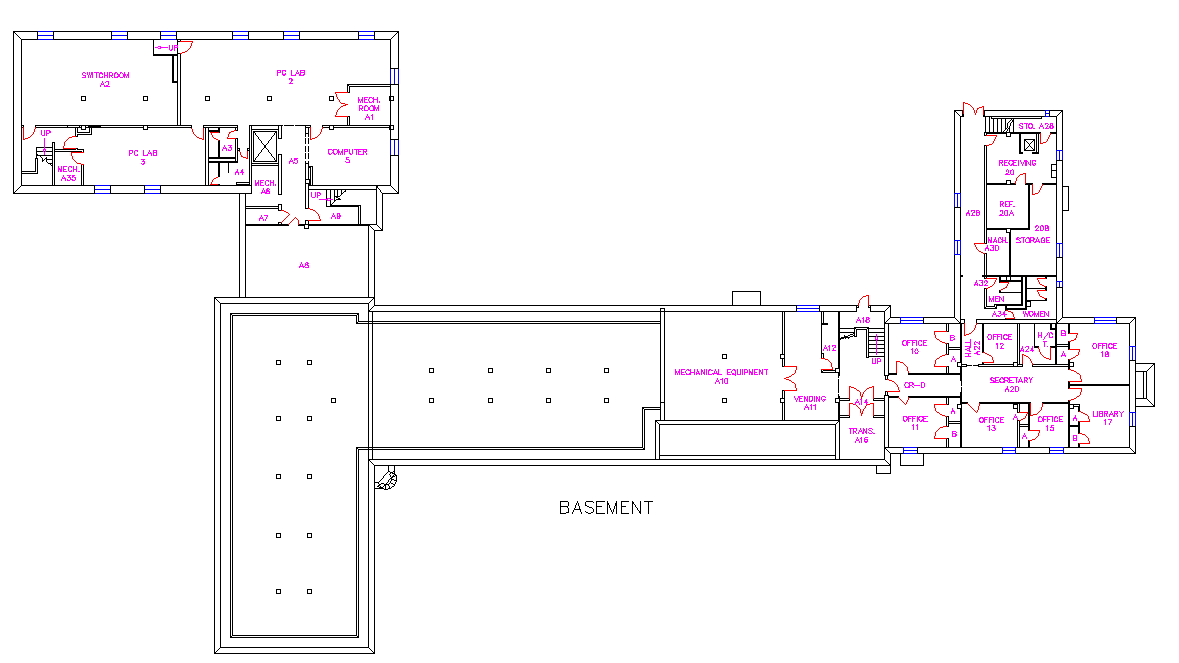 SWITCHROOM
A2
UP
PC LAB
2
MECH.
ROOM
A1
UP
PC LAB
3
MECH.
A35
A3
A4
A5
COMPUTER
5
MECH.
A6
UP
A7
A9
A8
STO. A28
RECEIVING
20
REF.
20A
A29
20B
STORAGE
MACH.
A30
A32
MEN
A34
WOMEN
A18
A12
UP
MECHANICAL EQUIPMENT
A10
VENDING
A11
A14
TRANS.
A16
OFFICE
10
B
A
HALL
A22
OFFICE
12
A24
H/C
T.
B
A
OFFICE
18
CR-D
SECRETARY
A20
OFFICE
11
A
B
OFFICE
13
A
A
OFFICE
15
A
B
LIBRARY
17
BASEMENT